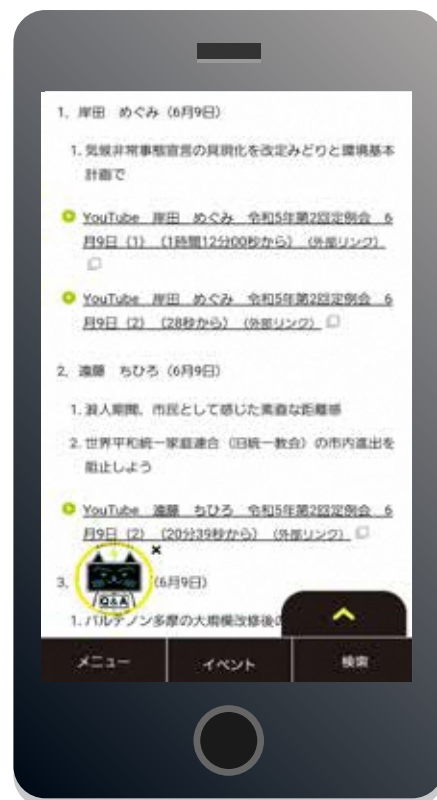 1. 岸田　めぐみ（6月9日）
1. 気候非常事態宣言の具現化を改定みどりと環境基本
計画で
YouTube　岸田　めぐみ　令和5年第2回定例会　6
月9日（1）（1時間12分00秒から）（外部リンク）
YouTube　岸田　めぐみ　令和5年第2回定例会　6
月9日（2）（28秒から）（外部リンク）
2. 遠藤　ちひろ（6月9日）
1. 浪人期間、市民として感じた素直な距離感
2. 世界平和統一家庭連合（旧統一教会）の市内進出を
阻止しよう
YouTube　遠藤　ちひろ　令和5年第2回定例会　6
月9日（2）（20分39秒から）（外部リンク）
3.
（6月9日）
Q&A
1. パルテノン多摩の大規模改修後の
メニュー
イベント
検索